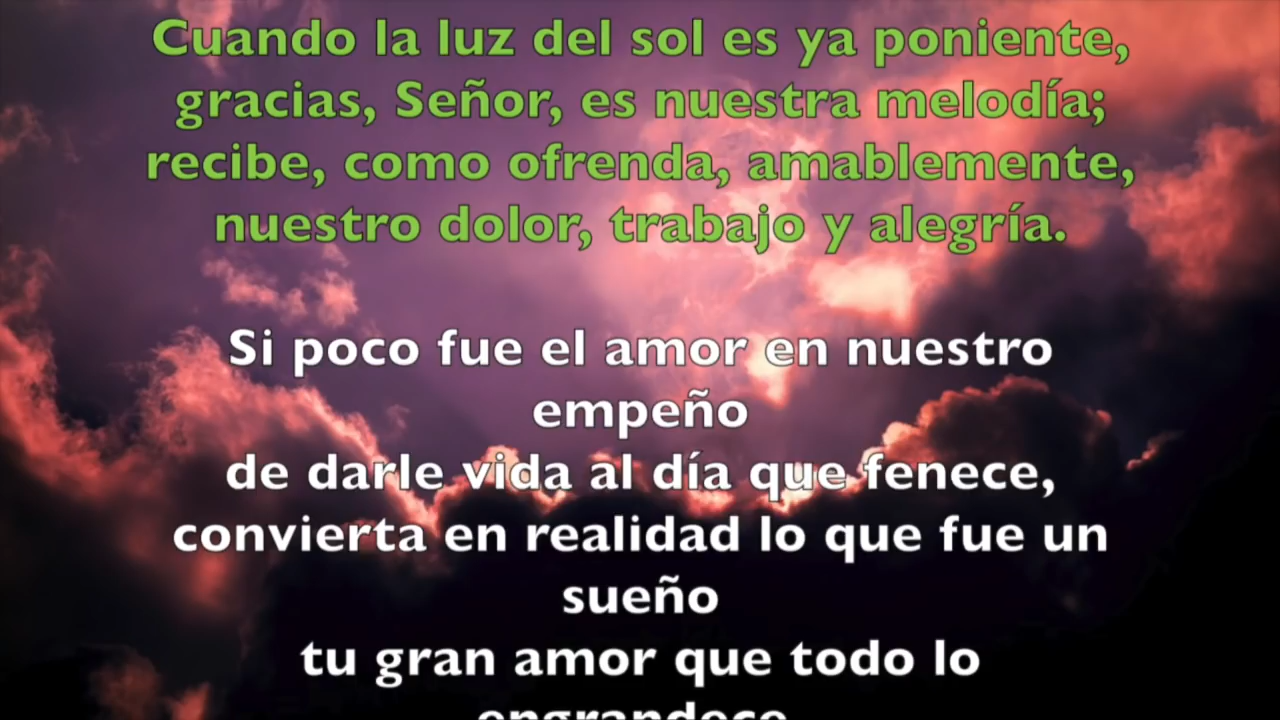 Cuando la luz del sol es ya poniente,
gracias, Señor, es nuestra melodía;
recibe, como ofrenda, amablemente,
nuestro dolor, trabajo y alegría.
Si poco fue el amor en nuestro
empeño
de darle vida al día que fenece,
convierta en realidad lo que fue un
sueño
tu gran amor que todo lo
engrandece.